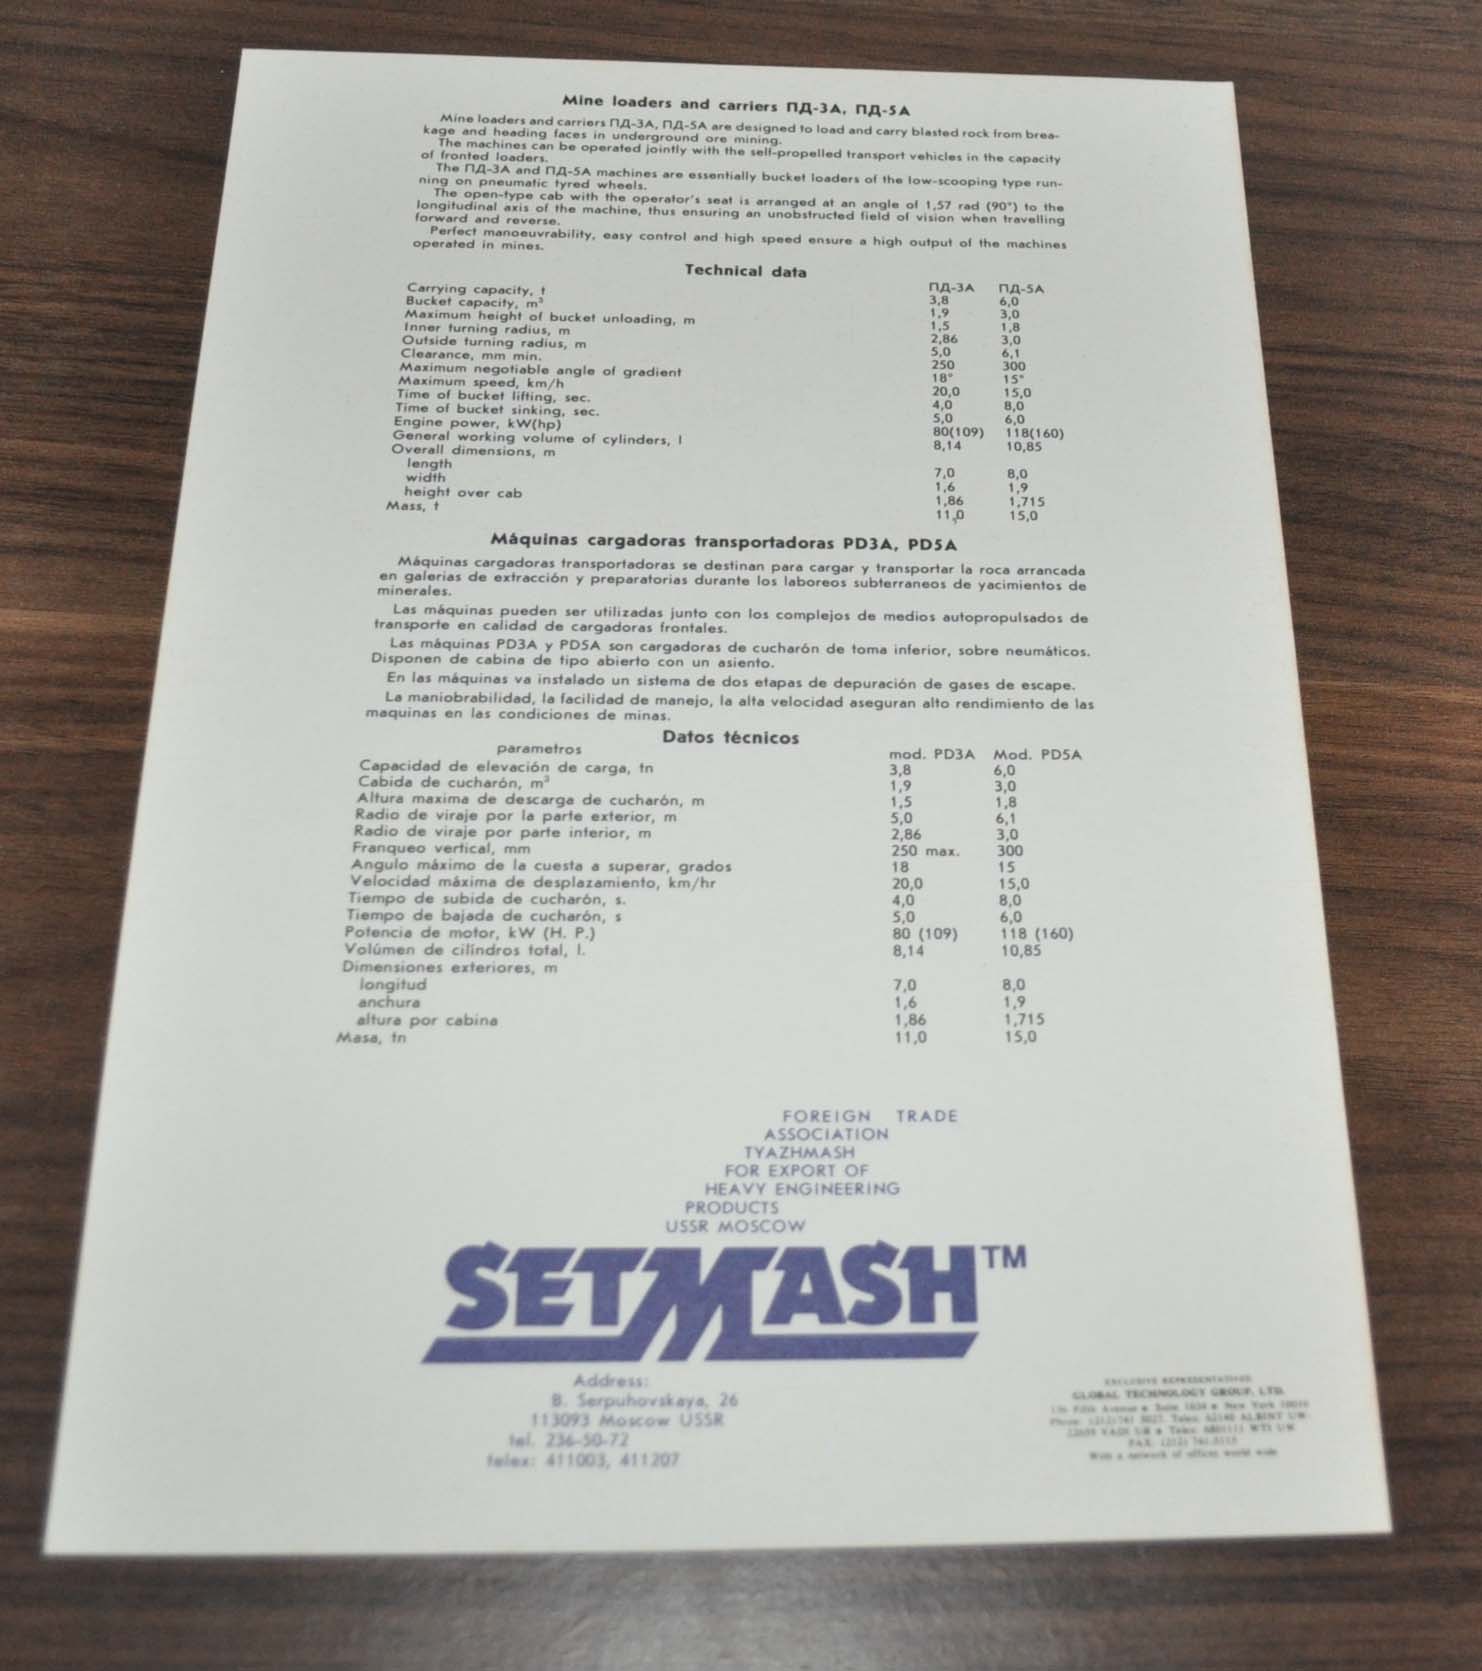 Mine loaders and carriers ПД-3А, ПД-5А
Mine loaders and carriers ПД-3А, ПД-5А are designed to load and carry blasted rock from brea-
kage and heading faces in underground ore mining.
The machines can be operated jointly with the self-propelled transport vehicles in the capacity
of fronted loaders.
The ПД-3А and ПД-5А machines are essentially bucket loaders of the low-scooping type run-
ning on pneumatic tyred wheels.
The open-type cab with the operator's seat is arranged at an angle of 1,57 rad (90°) to the
longitudinal axis of the machine, thus ensuring an unobstructed field of vision when travelling
forward and reverse.
Perfect manoeuvrability, easy control and high speed ensure a high output of the machines
operated in mines.
Technical data
ПД-3А ПД-5А
Carrying capacity, t 3,8 6,0
Bucket capacity, m³ 1,9 3,0
Maximum height of bucket unloading, m 1,5 1,8
Inner turning radius, m 2,86 3,0
Outside turning radius, m 5,0 6,1
Clearance, mm min. 250 300
Maximum negotiable angle of gradient 18° 15°
Maximum speed, km/h 20,0 15,0
Time of bucket lifting, sec. 4,0 8,0
Time of bucket sinking, sec. 5,0 6,0
Engine power, kW(hp) 80(109) 118(160)
General working volume of cylinders, l 8,14 10,85
Overall dimensions, m
length 7,0 8,0
width 1,6 1,9
height over cab 1,86 1,715
Mass, t 11,0 15,0
Máquinas cargadoras transportadoras PD3A, PD5A
Máquinas cargadoras transportadoras se destinan para cargar y transportar la roca arrancada
en galerias de extracción y preparatorias durante los laboreos subterraneos de yacimientos de
minerales.
Las máquinas pueden ser utilizadas junto con los complejos de medios autopropulsados de
transporte en calidad de cargadoras frontales.
Las máquinas PD3A y PD5A son cargadoras de cucharón de toma inferior, sobre neumáticos.
Disponen de cabina de tipo abierto con un asiento.
En las máquinas va instalado un sistema de dos etapas de depuración de gases de escape.
La maniobrabilidad, la facilidad de manejo, la alta velocidad aseguran alto rendimiento de las
maquinas en las condiciones de minas.
Datos técnicos
parametros mod. PD3A Mod. PD5A
Capacidad de elevación de carga, tn 3,8 6,0
Cabida de cucharón, m³ 1,9 3,0
Altura maxima de descarga de cucharón, m 1,5 1,8
Radio de viraje por la parte exterior, m 5,0 6,1
Radio de viraje por parte interior, m 2,86 3,0
Franqueo vertical, mm 250 max. 300
Angulo máximo de la cuesta a superar, grados 18 15
Velocidad máxima de desplazamiento, km/hr 20,0 15,0
Tiempo de subida de cucharón, s. 4,0 8,0
Tiempo de bajada de cucharón, s 5,0 6,0
Potencia de motor, kW (H. P.) 80 (109) 118 (160)
Volúmen de cilindros total, l. 8,14 10,85
Dimensiones exteriores, m
longitud 7,0 8,0
anchura 1,6 1,9
altura por cabina 1,86 1,715
Masa, tn 11,0 15,0
FOREIGN TRADE
ASSOCIATION
TYAZHMASH
FOR EXPORT OF
HEAVY ENGINEERING
PRODUCTS
USSR MOSCOW
SETMASH™
Address:
B. Serpuhovskaya, 26
113093 Moscow USSR
tel. 236-50-72
telex: 411003, 411207
EXCLUSIVE REPRESENTATIVES
GLOBAL TECHNOLOGY GROUP, LTD.
Fifth Avenue • Suite New York
With a network of offices world wide